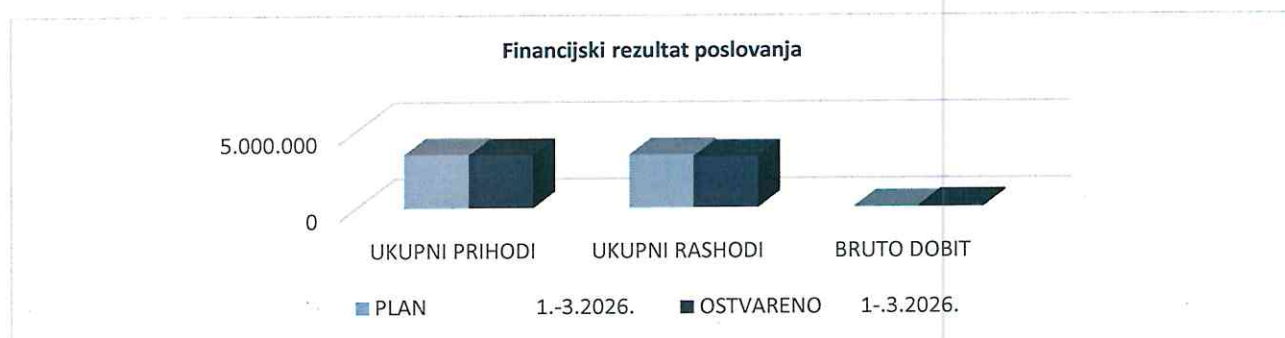 Financijski rezultat poslovanja
5.000.000
0
UKUPNI PRIHODI UKUPNI RASHODI BRUTO DOBIT
PLAN 1.-3.2026. OSTVARENO 1-.3.2026.